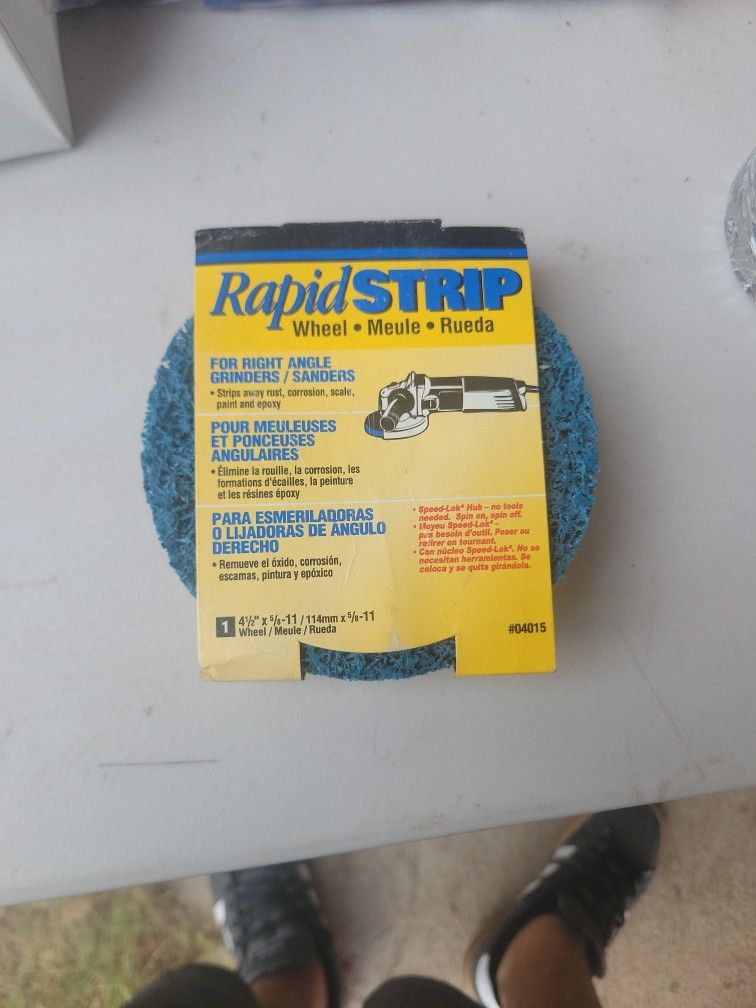 RapidSTRIP
Wheel • Meule • Rueda
FOR RIGHT ANGLE
GRINDERS / SANDERS
• Strips away rust, corrosion, scale,
paint and epoxy
POUR MEULEUSES
ET PONCEUSES
ANGULAIRES
• Élimine la rouille, la corrosion, les
formations d'écailles, la peinture
et les résines époxy
PARA ESMERILADORAS
O LIJADORAS DE ÁNGULO
DERECHO
• Remueve el óxido, corrosión,
escamas, pintura y epóxico
• Speed-Lok® Hub – no tools
needed. Spin on, spin off.
• Moyeu Speed-Lok® –
pas besoin d'outil. Poser ou
retirer en tournant.
• Con núcleo Speed-Lok®. No se
necesitan herramientas. Se
coloca y se quita girándola.
1 4½" x 5/8-11 / 114mm x 5/8-11
Wheel / Meule / Rueda
#04015